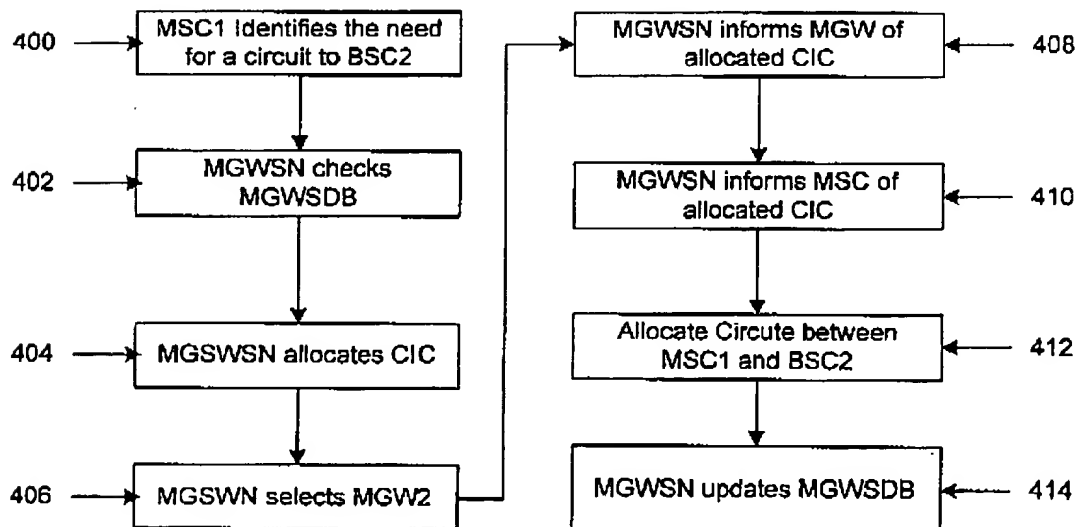 400
MSC1 Identifies the need
for a circuit to BSC2
402
MGWSN checks
MGWSDB
404
MGSWSN allocates CIC
406
MGSWN selects MGW2
MGWSN informs MGW of
allocated CIC
408
MGWSN informs MSC of
allocated CIC
410
Allocate Circute between
MSC1 and BSC2
412
MGWSN updates MGWSDB
414